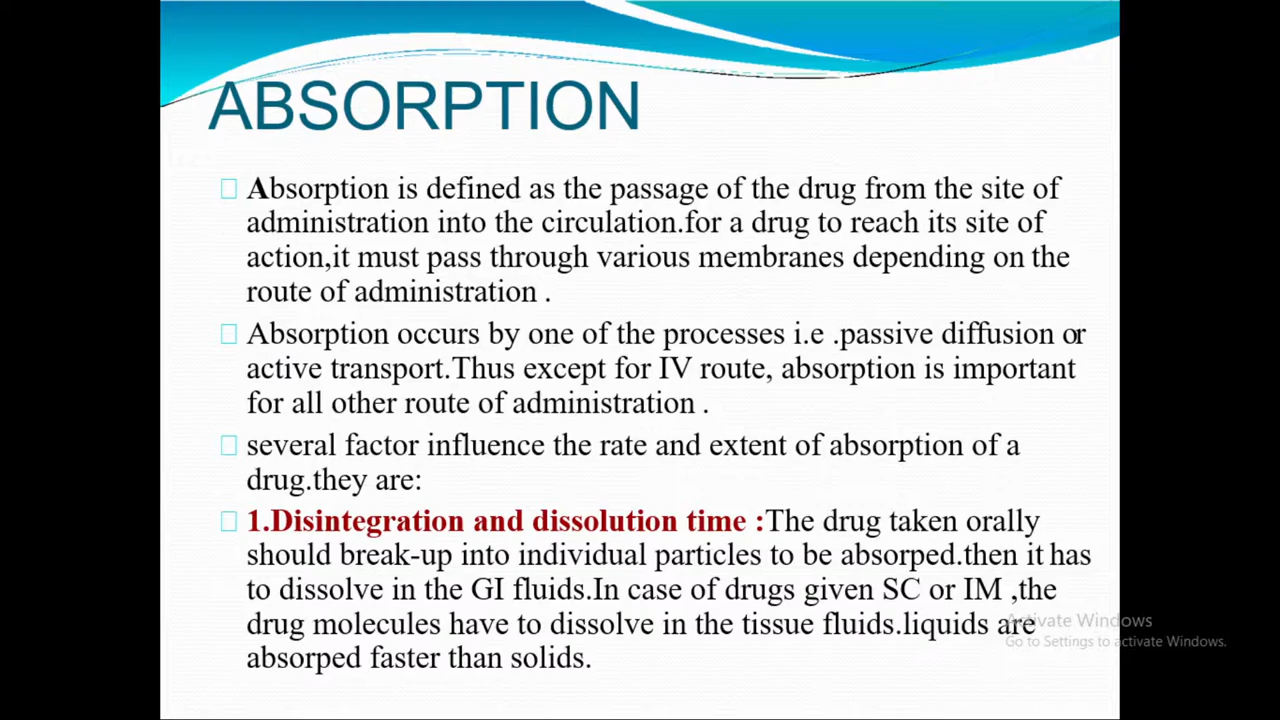 ABSORPTION
Absorption is defined as the passage of the drug from the site of
administration into the circulation.for a drug to reach its site of
action,it must pass through various membranes depending on the
route of administration .
Absorption occurs by one of the processes i.e .passive diffusion or
active transport.Thus except for IV route, absorption is important
for all other route of administration .
several factor influence the rate and extent of absorption of a
drug.they are:
1.Disintegration and dissolution time :The drug taken orally
should break-up into individual particles to be absorped.then it has
to dissolve in the GI fluids.In case of drugs given SC or IM ,the
drug molecules have to dissolve in the tissue fluids.liquids are
absorped faster than solids.
Activate Windows
Go to Settings to activate Windows.